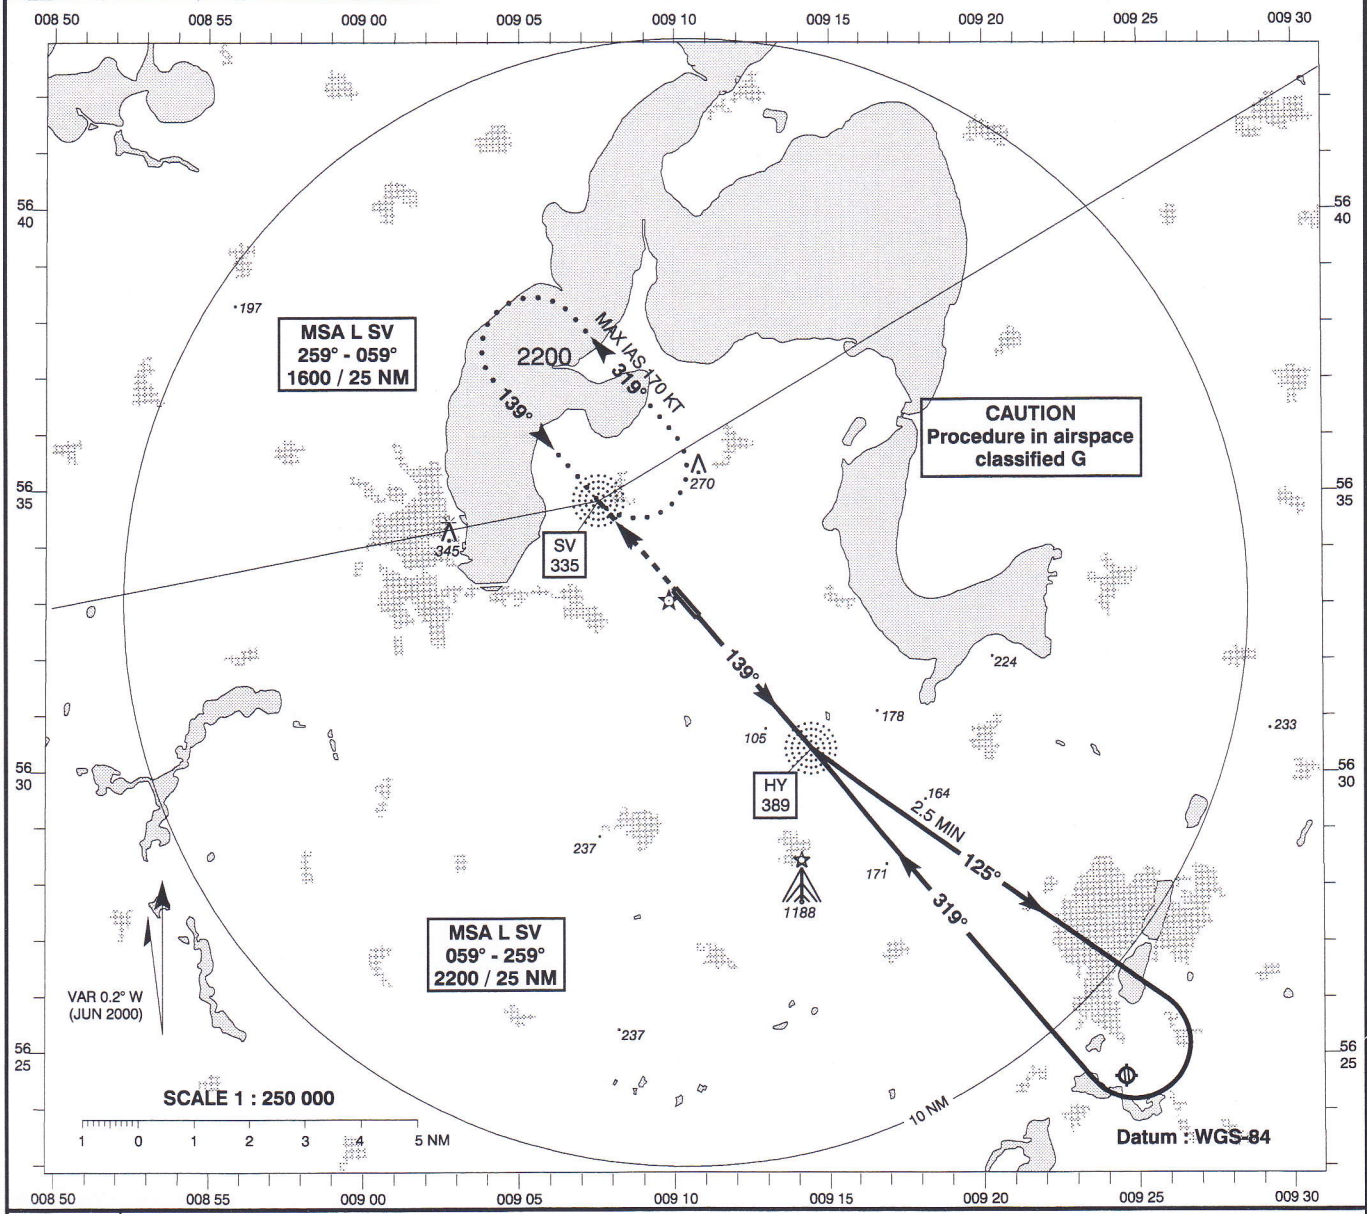 008 50 008 55 009 00 009 05 009 10 009 15 009 20 009 25 009 30
56
40
56
40
197
MSA L SV
259° - 059°
1600 / 25 NM
2200
MAX IAS 170 KT
319°
139°
CAUTION
Procedure in airspace
classified G
56
35
270
56
35
345
SV
335
139°
224
178
105
233
56
30
HY
389
164
2.5 MIN
56
30
237
171
125°
1188
319°
MSA L SV
059° - 259°
2200 / 25 NM
VAR 0.2° W
(JUN 2000)
237
56
25
56
25
SCALE 1 : 250 000
1 0 1 2 3 4 5 NM
10 NM
Datum : WGS-84
008 50 008 55 009 00 009 05 009 10 009 15 009 20 009 25 009 30